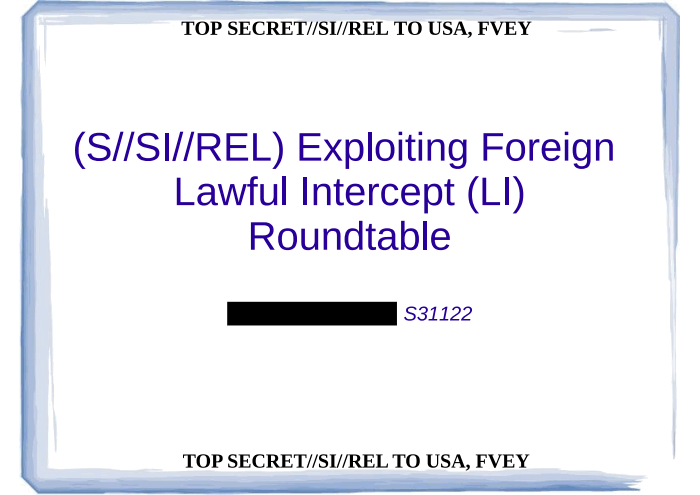 TOP SECRET//SI//REL TO USA, FVEY
(S//SI//REL) Exploiting Foreign
Lawful Intercept (LI)
Roundtable
S31122
TOP SECRET//SI//REL TO USA, FVEY